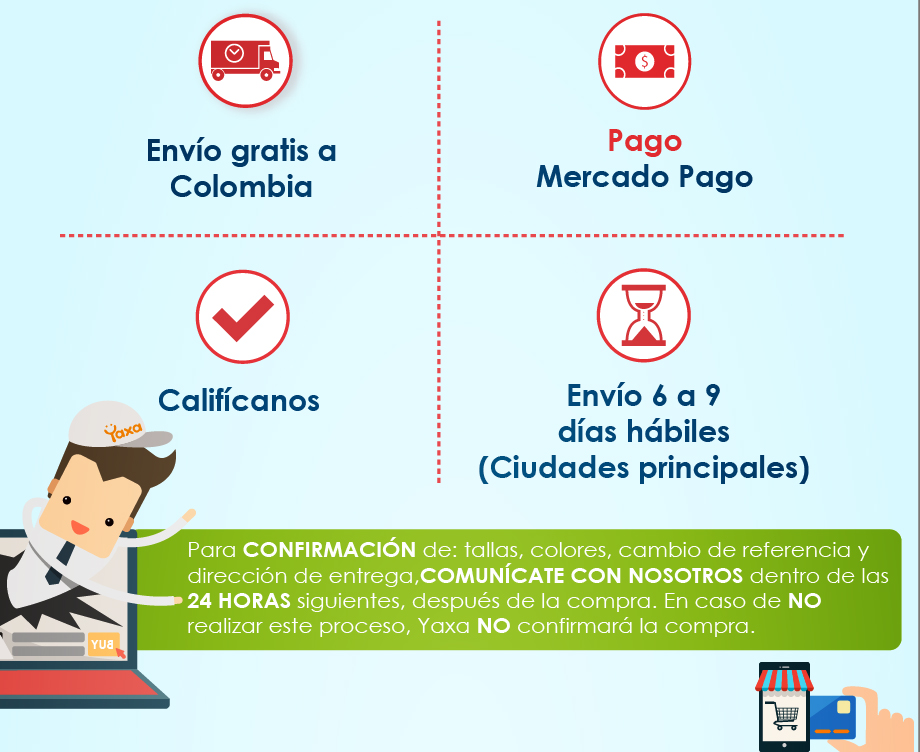 Envío gratis a
Colombia
Pago
Mercado Pago
Califícanos
Envío 6 a 9
días hábiles
(Ciudades principales)
Yaxa
Para CONFIRMACIÓN de: tallas, colores, cambio de referencia y
dirección de entrega,COMUNÍCATE CON NOSOTROS dentro de las
24 HORAS siguientes, después de la compra. En caso de NO
realizar este proceso, Yaxa NO confirmará la compra.
YUB
$